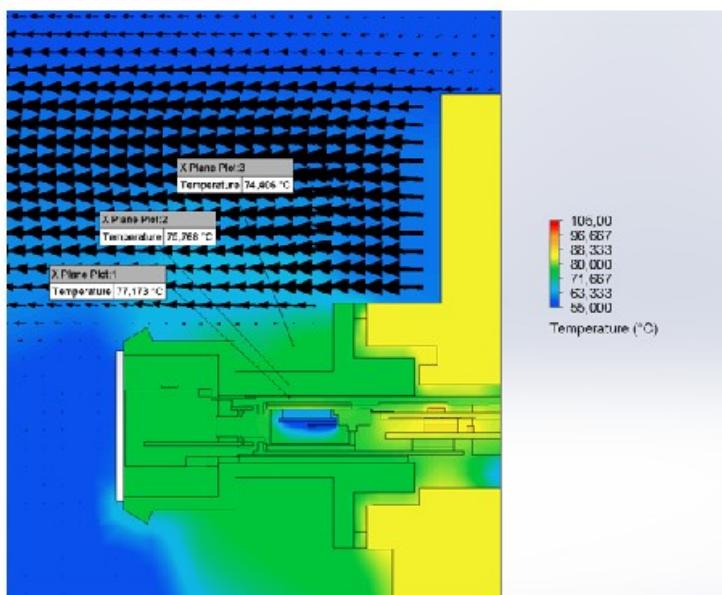 X Plane Plot:3
Temperature 74,406 °C
X Plane Plot:2
Temperature 75,768 °C
X Plane Plot:1
Temperature 77,173 °C
105,00
96,667
88,333
80,000
71,667
63,333
55,000
Temperature (°C)